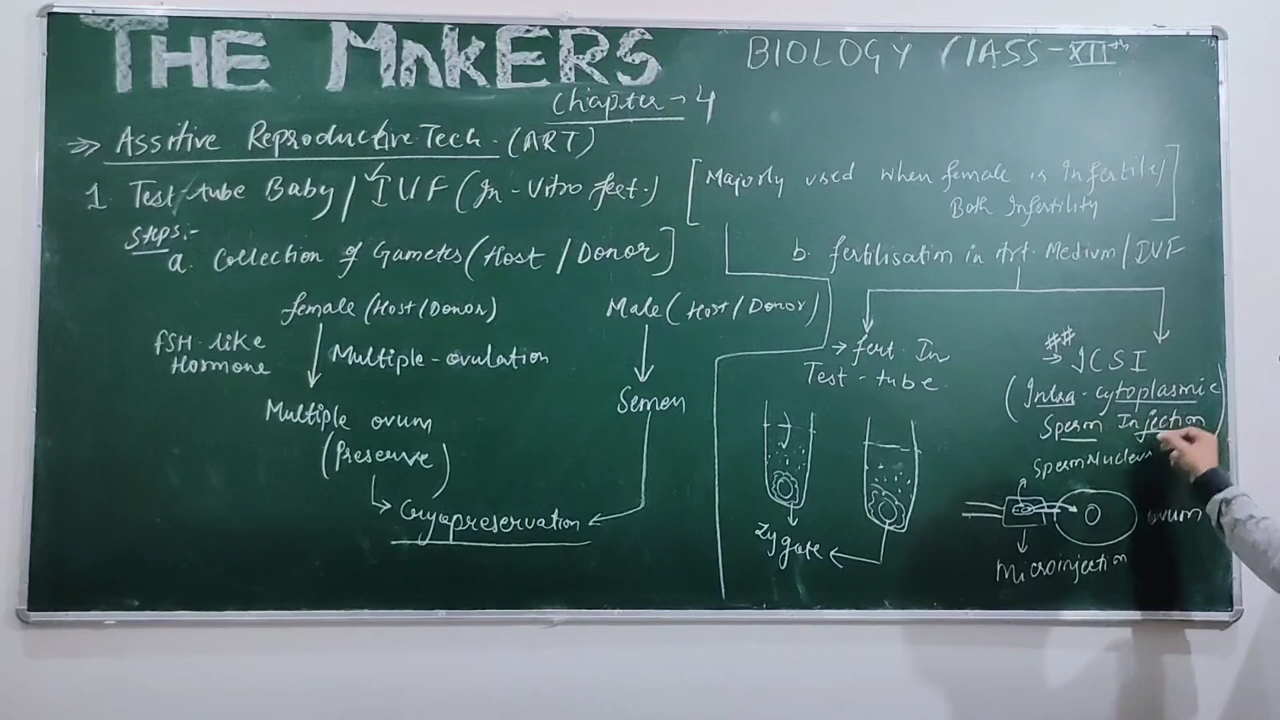 THE MAKERS
BIOLOGY CLASS-XIIth
Chapter → 4
>> Assitive Reproductive Tech. (ART)
1. Test-tube Baby / IVF (In-Vitro fert.)
[Majorly used when female is infertile/
Both Infertility]
Steps:-
a. Collection of Gametes (Host / Donor)]
female (Host/Donor)
Male (Host/Donor)
FSH-like
Hormone
Multiple-ovulation
Multiple ovum
(Preserve)
Semen
Cryopreservation
b. fertilisation in Art. Medium / IVF
→ fert. In
Test-tube
Zygote
## → ICSI
(Intra-cytoplasmic
Sperm Injection)
Sperm Nucleus
ovum
Microinjection